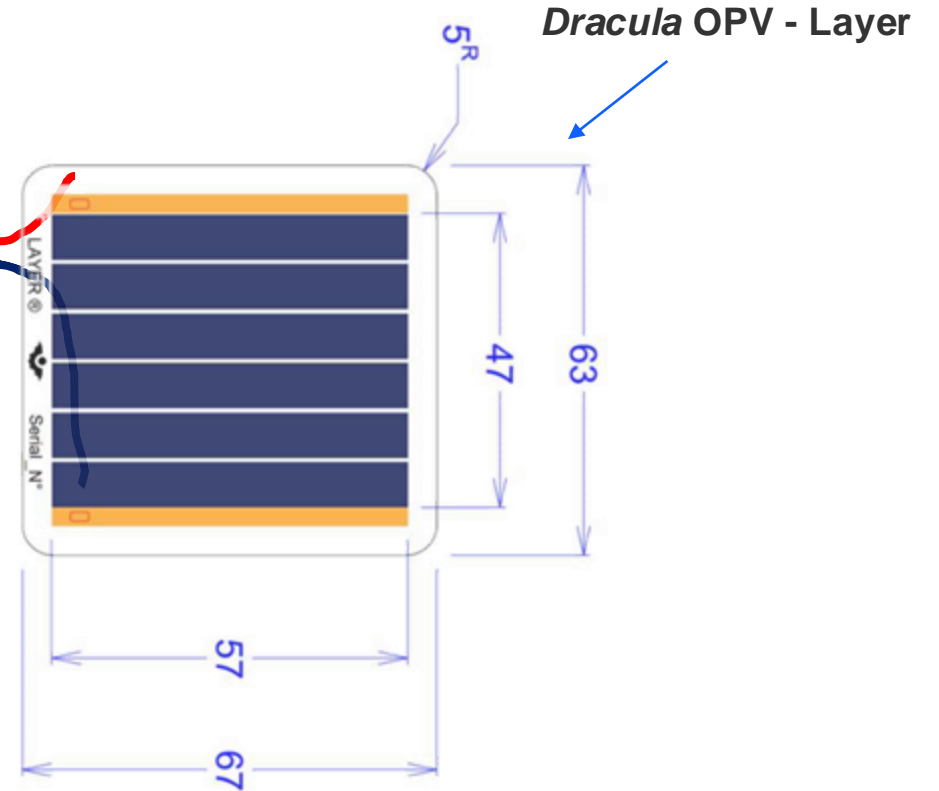 Dracula OPV - Layer
5R
LAYER ®
Serial_N°
47
63
57
67